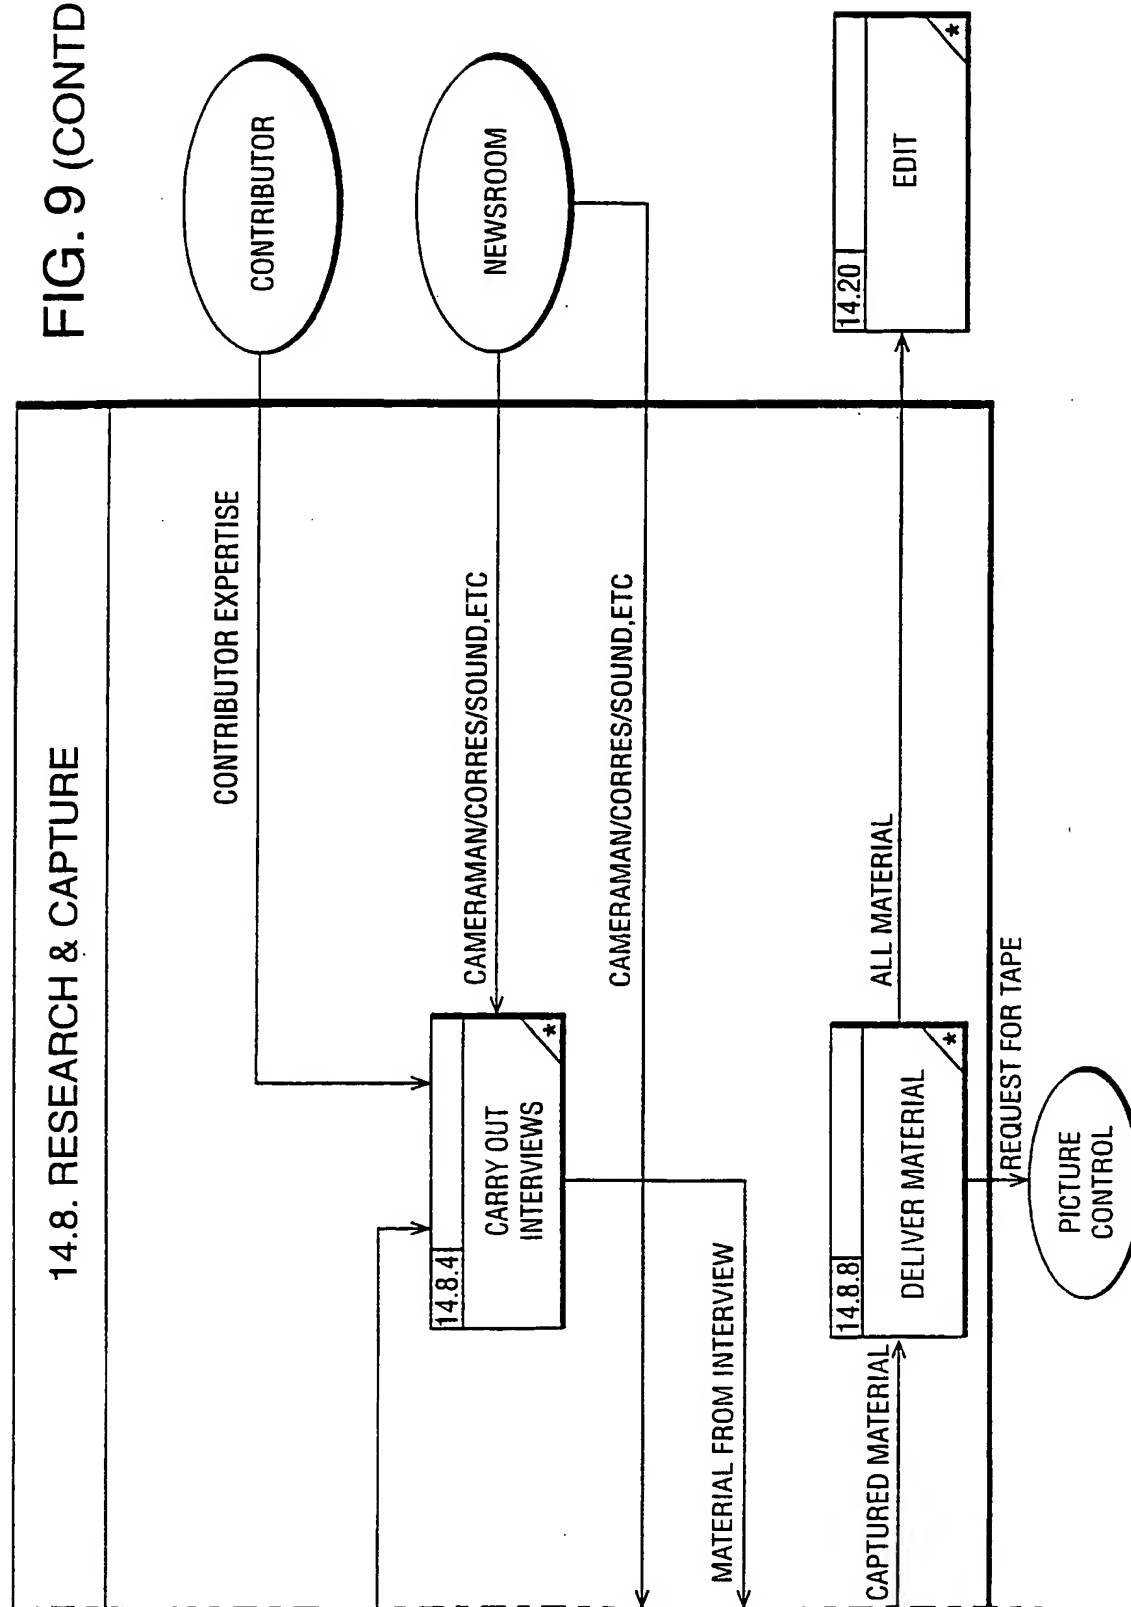 FIG. 9 (CONTD
14.8. RESEARCH & CAPTURE
CONTRIBUTOR
CONTRIBUTOR EXPERTISE
NEWSROOM
CAMERAMAN/CORRES/SOUND,ETC
14.8.4
*
CARRY OUT
INTERVIEWS
CAMERAMAN/CORRES/SOUND,ETC
MATERIAL FROM INTERVIEW
CAPTURED MATERIAL
14.8.8
*
DELIVER MATERIAL
ALL MATERIAL
14.20
*
EDIT
REQUEST FOR TAPE
PICTURE
CONTROL